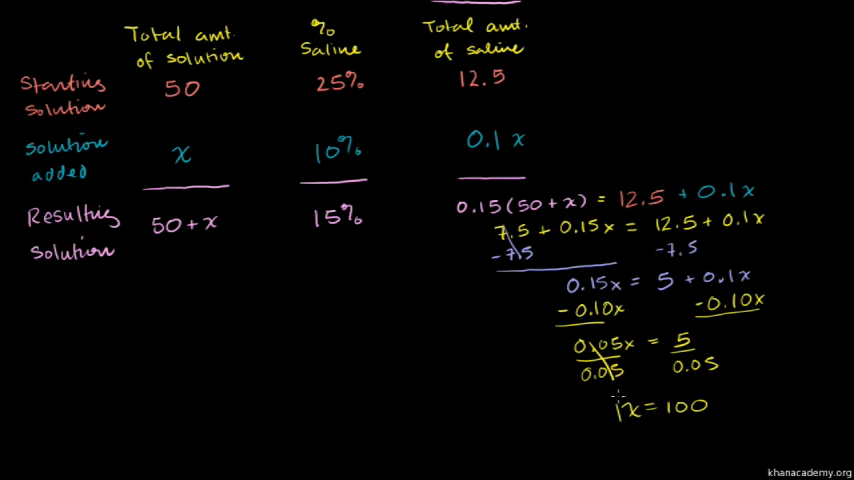 Total amt. of solution % Saline Total amt. of saline
Starting Solution 50 25% 12.5
Solution added x 10% 0.1x
Resulting Solution 50+x 15% 0.15(50+x) = 12.5 + 0.1x
7.5 + 0.15x = 12.5 + 0.1x
-7.5 -7.5
0.15x = 5 + 0.1x
-0.10x -0.10x
0.05x = 5
0.05 0.05
1x = 100
khanacademy.org